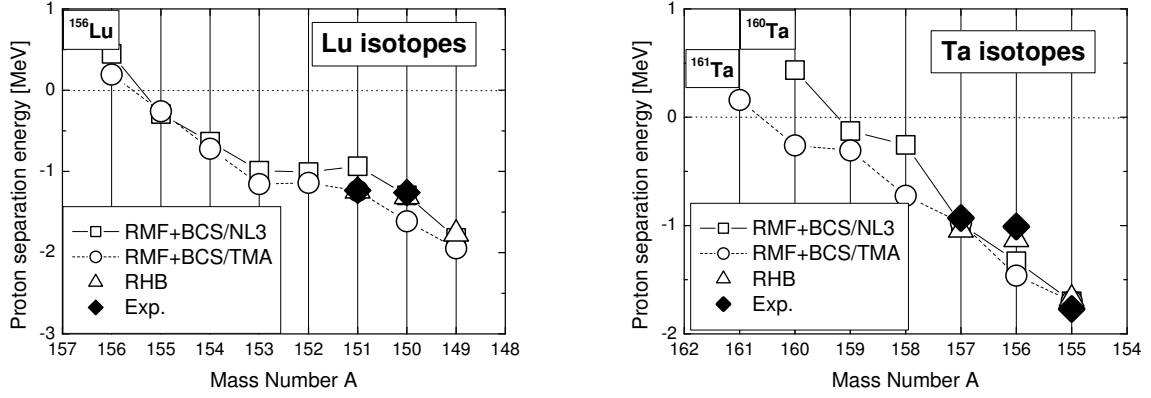 ¹⁵⁶Lu
Lu isotopes
Proton separation energy [MeV]
1
0
-1
-2
-3
RMF+BCS/NL3
RMF+BCS/TMA
RHB
Exp.
157 156 155 154 153 152 151 150 149 148
Mass Number A
¹⁶⁰Ta
¹⁶¹Ta
Ta isotopes
Proton separation energy [MeV]
1
0
-1
-2
RMF+BCS/NL3
RMF+BCS/TMA
RHB
Exp.
162 161 160 159 158 157 156 155 154
Mass Number A